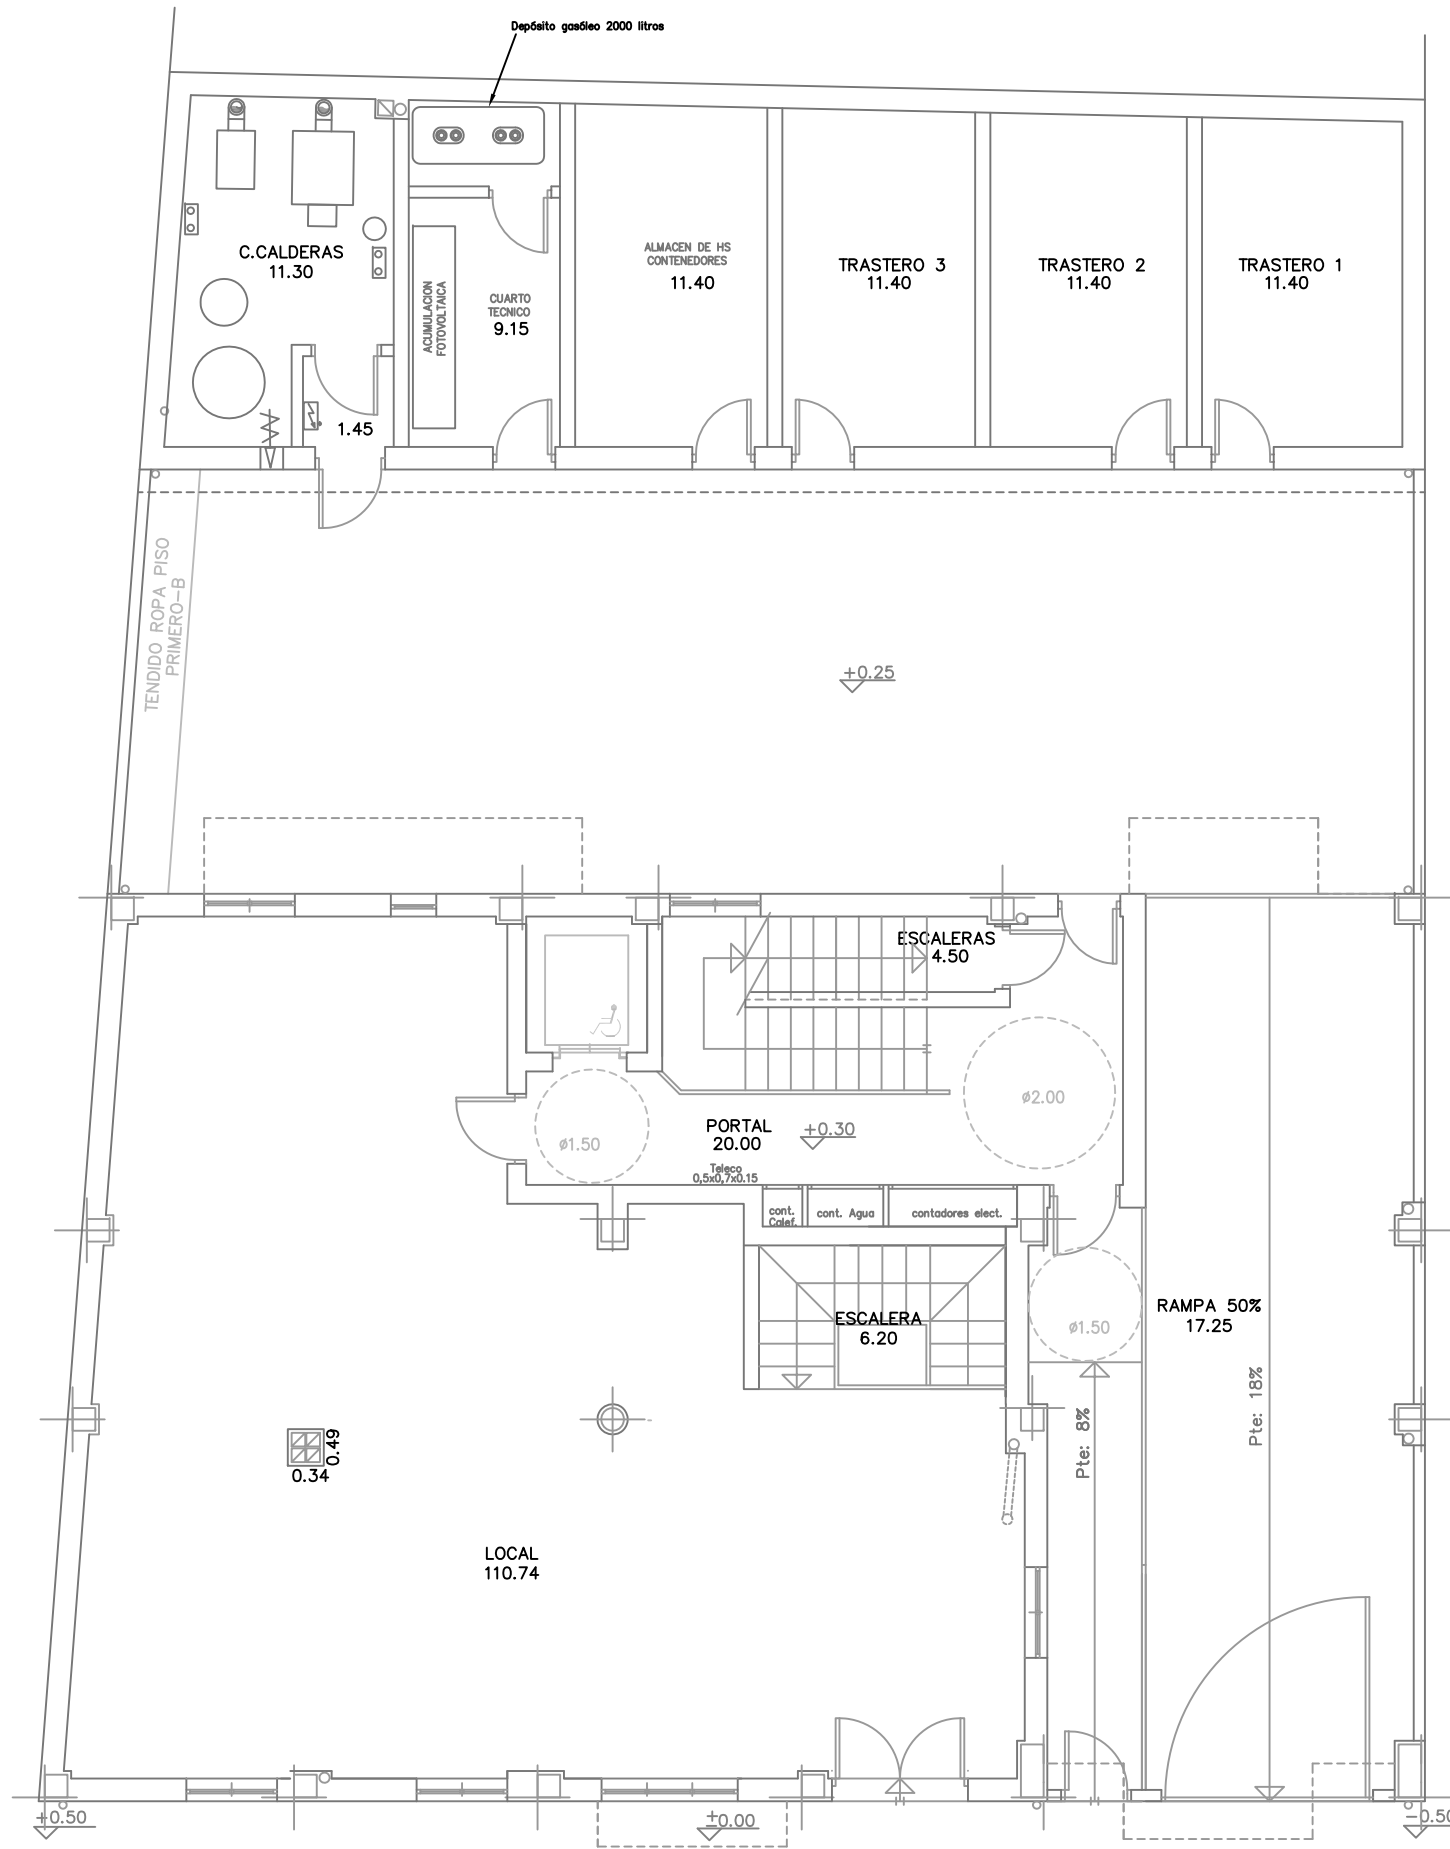 Depósito gasóleo 2000 litros
C.CALDERAS
11.30
1.45
ACUMULACION
FOTOVOLTAICA
CUARTO
TECNICO
9.15
ALMACEN DE HS
CONTENEDORES
11.40
TRASTERO 3
11.40
TRASTERO 2
11.40
TRASTERO 1
11.40
TENDIDO ROPA PISO
PRIMERO-B
+0.25
ESCALERAS
4.50
ø2.00
ø1.50
PORTAL
20.00
+0.30
Teleco
0,5x0,7x0.15
cont.
Calef.
cont. Agua
contadores elect.
ESCALERA
6.20
ø1.50
RAMPA 50%
17.25
Pte: 8%
Pte: 18%
0.49
0.34
LOCAL
110.74
+0.50
±0.00
-0.50